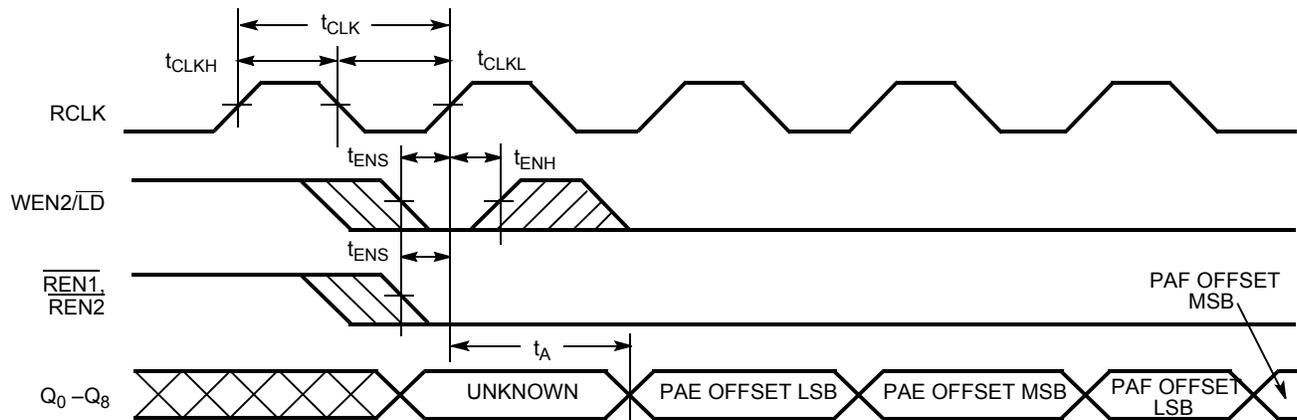 tCLK
tCLKH
tCLKL
RCLK
tENS
tENH
WEN2/LD
tENS
REN1,
REN2
PAF OFFSET
MSB
tA
Q0 –Q8
UNKNOWN
PAE OFFSET LSB
PAE OFFSET MSB
PAF OFFSET
LSB